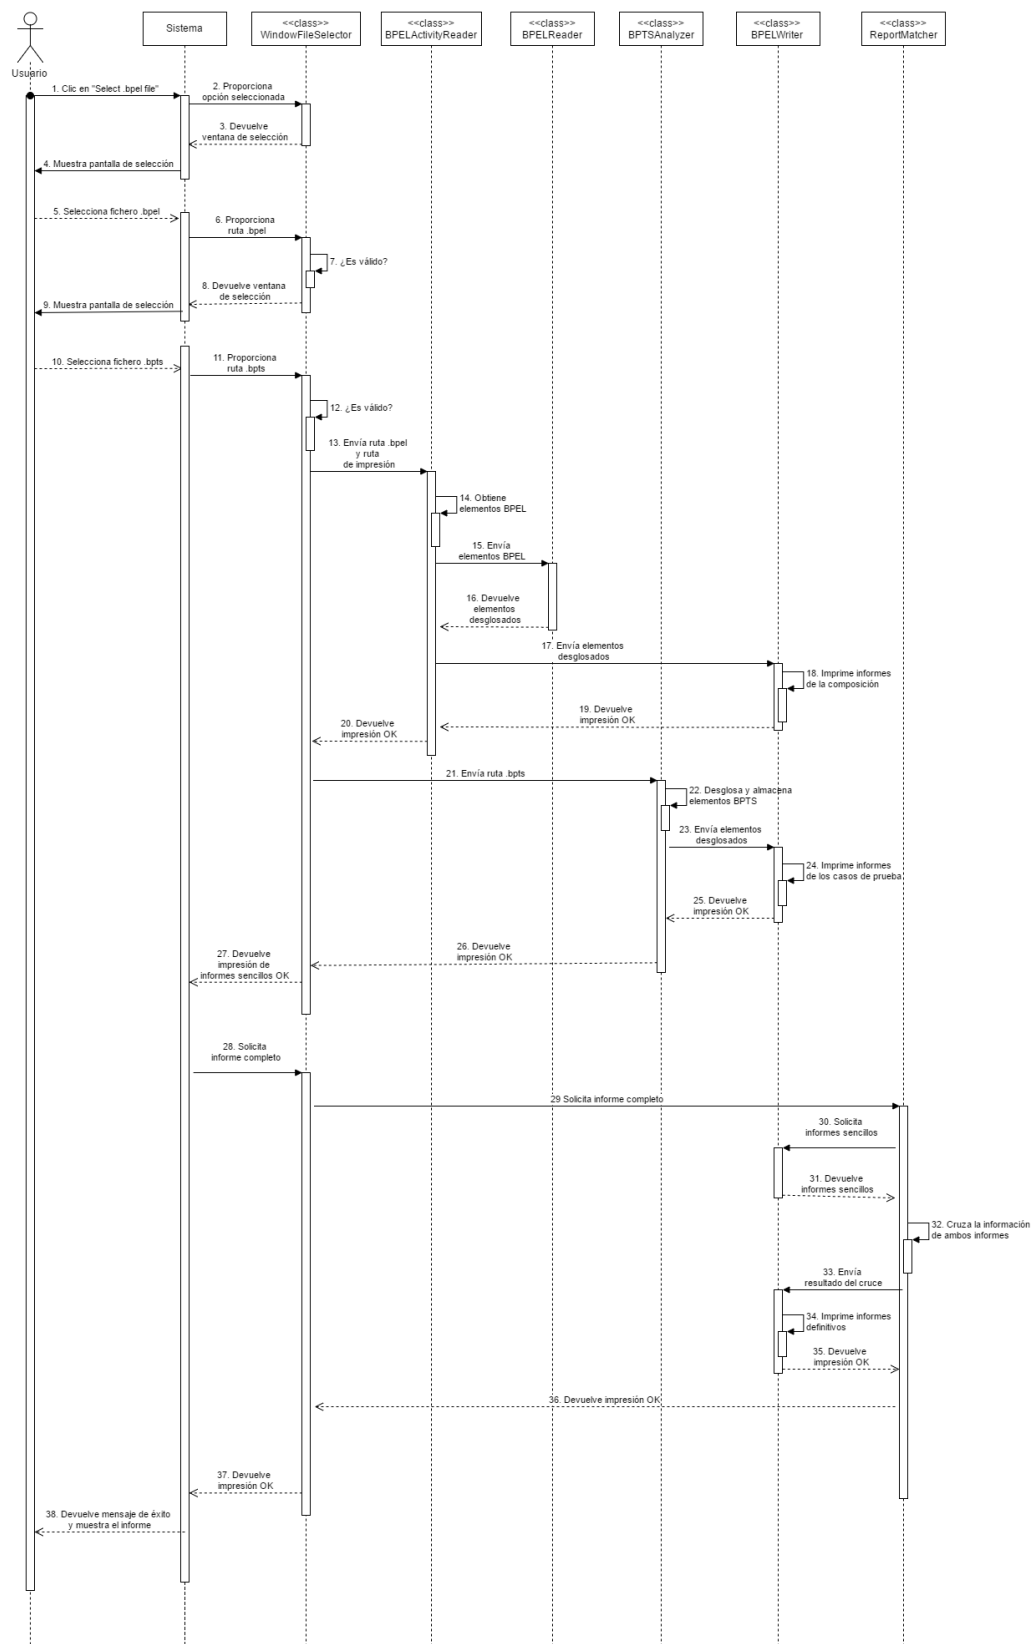 Usuario
Sistema
<<class>>
WindowFileSelector
<<class>>
BPELActivityReader
<<class>>
BPELReader
<<class>>
BPTSAnalyzer
<<class>>
BPELWriter
<<class>>
ReportMatcher
1. Clic en "Select .bpel file"
2. Proporciona
opción seleccionada
3. Devuelve
ventana de selección
4. Muestra pantalla de selección
5. Selecciona fichero .bpel
6. Proporciona
ruta .bpel
7. ¿Es válido?
8. Devuelve ventana
de selección
9. Muestra pantalla de selección
10. Selecciona fichero .bpts
11. Proporciona
ruta .bpts
12. ¿Es válido?
13. Envía ruta .bpel
y ruta
de impresión
14. Obtiene
elementos BPEL
15. Envía
elementos BPEL
16. Devuelve
elementos
desglosados
17. Envía elementos
desglosados
18. Imprime informes
de la composición
19. Devuelve
impresión OK
20. Devuelve
impresión OK
21. Envía ruta .bpts
22. Desglosa y almacena
elementos BPTS
23. Envía elementos
desglosados
24. Imprime informes
de los casos de prueba
25. Devuelve
impresión OK
26. Devuelve
impresión OK
27. Devuelve
impresión de
informes sencillos OK
28. Solicita
informe completo
29 Solicita informe completo
30. Solicita
informes sencillos
31. Devuelve
informes sencillos
32. Cruza la información
de ambos informes
33. Envía
resultado del cruce
34. Imprime informes
definitivos
35. Devuelve
impresión OK
36. Devuelve impresión OK
37. Devuelve
impresión OK
38. Devuelve mensaje de éxito
y muestra el informe